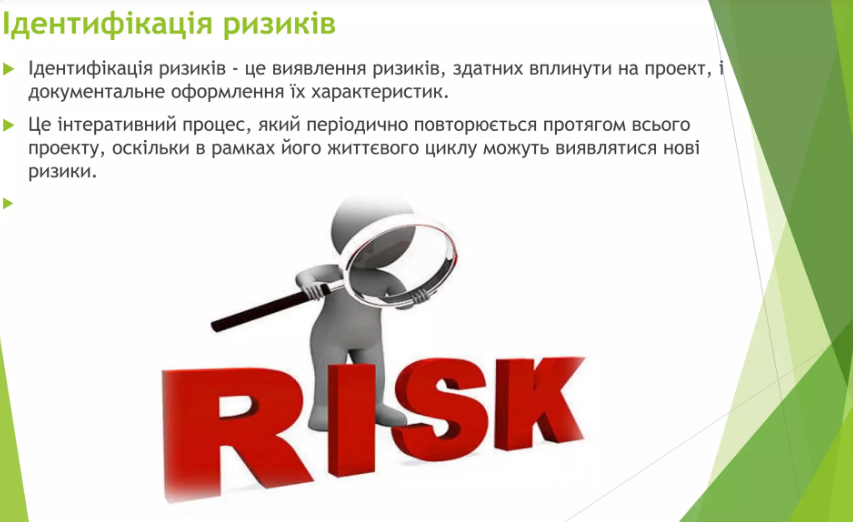 Ідентифікація ризиків
Ідентифікація ризиків - це виявлення ризиків, здатних вплинути на проект, і
документальне оформлення їх характеристик.
Це інтеративний процес, який періодично повторюється протягом всього
проекту, оскільки в рамках його життєвого циклу можуть виявлятися нові
ризики.
RISK